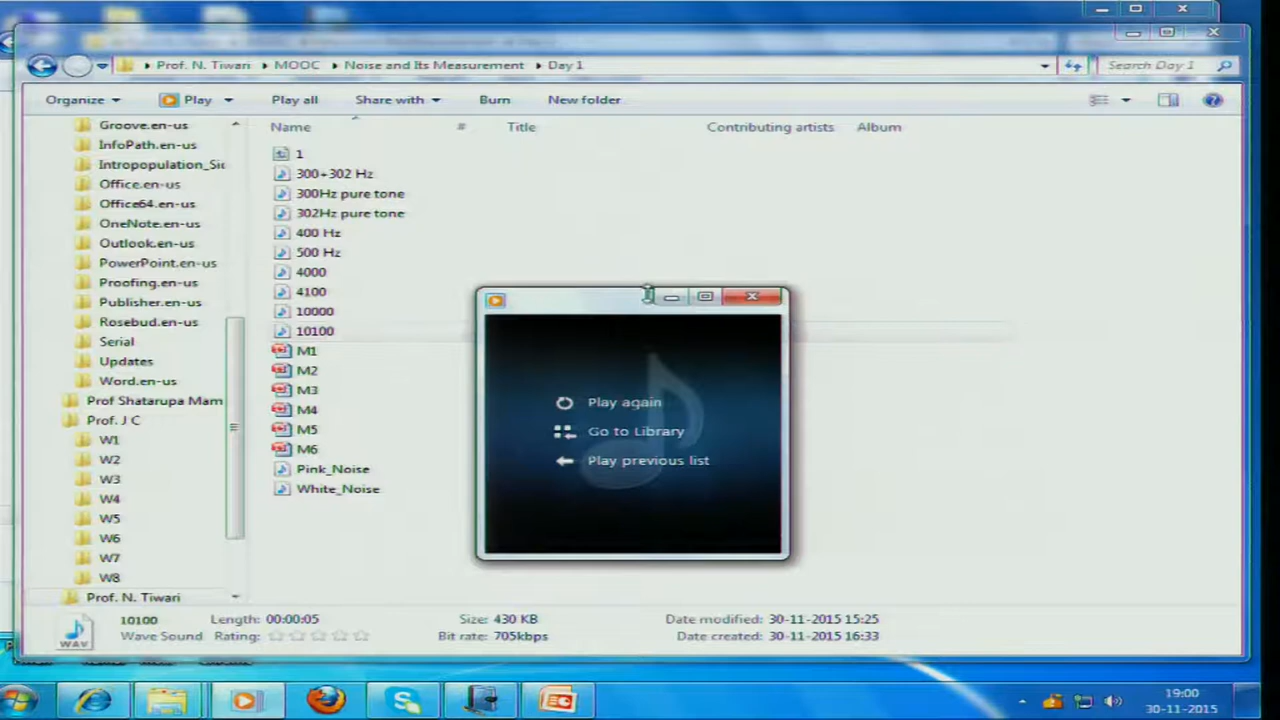 Prof. N. Tiwari MOOC Noise and Its Measurement Day 1 Search Day 1
Organize Play Play all Share with Burn New folder
Groove.en-us
InfoPath.en-us
Intropopulation_Sic
Office.en-us
Office64.en-us
OneNote.en-us
Outlook.en-us
PowerPoint.en-us
Proofing.en-us
Publisher.en-us
Rosebud.en-us
Serial
Updates
Word.en-us
Prof Shatarupa Mam
Prof. J C
W1
W2
W3
W4
W5
W6
W7
W8
Prof. N. Tiwari
Name # Title Contributing artists Album
1
300+302 Hz
300Hz pure tone
302Hz pure tone
400 Hz
500 Hz
4000
4100
10000
10100
M1
M2
M3
M4
M5
M6
Pink_Noise
White_Noise
Play again
Go to Library
Play previous list
10100 Length: 00:00:05 Size: 430 KB Date modified: 30-11-2015 15:25
Wave Sound Rating: Bit rate: 705kbps Date created: 30-11-2015 16:33
WAV
19:00
30-11-2015